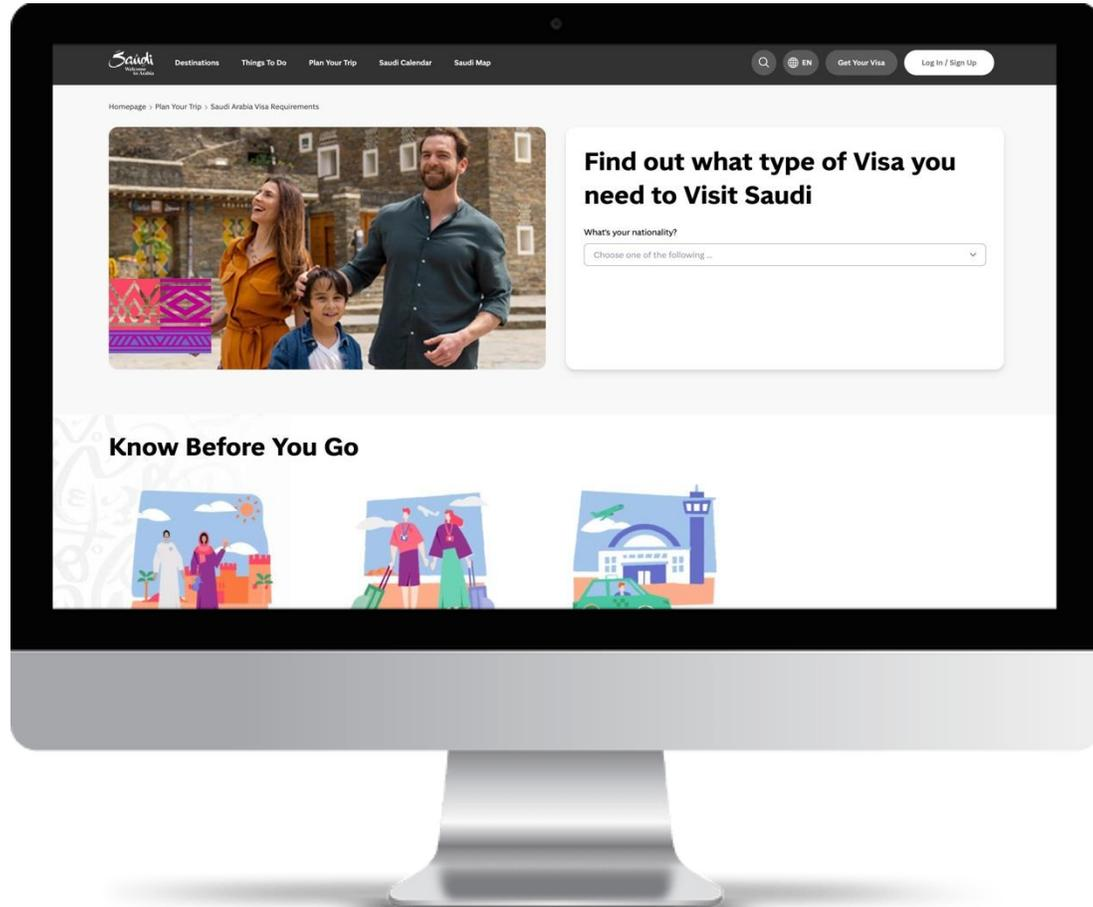 Saudi
Welcome
to Arabia
Destinations
Things To Do
Plan Your Trip
Saudi Calendar
Saudi Map
EN
Get Your Visa
Log In / Sign Up
Homepage > Plan Your Trip > Saudi Arabia Visa Requirements
Find out what type of Visa you
need to Visit Saudi
What's your nationality?
Choose one of the following ...
Know Before You Go